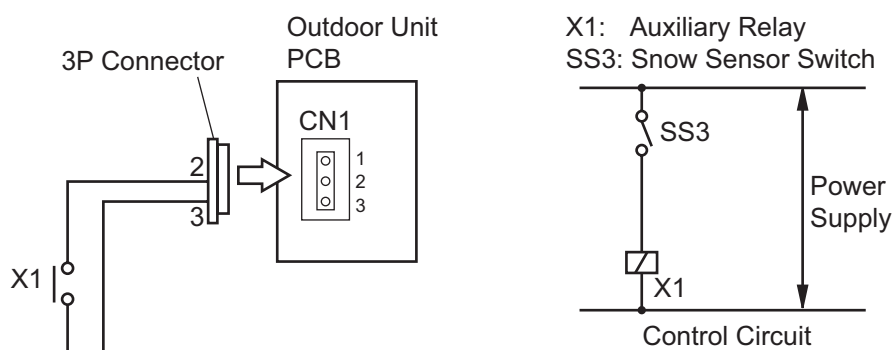 Outdoor Unit
PCB
3P Connector
CN1
1
2
3
2
3
X1
X1: Auxiliary Relay
SS3: Snow Sensor Switch
SS3
Power
Supply
X1
Control Circuit